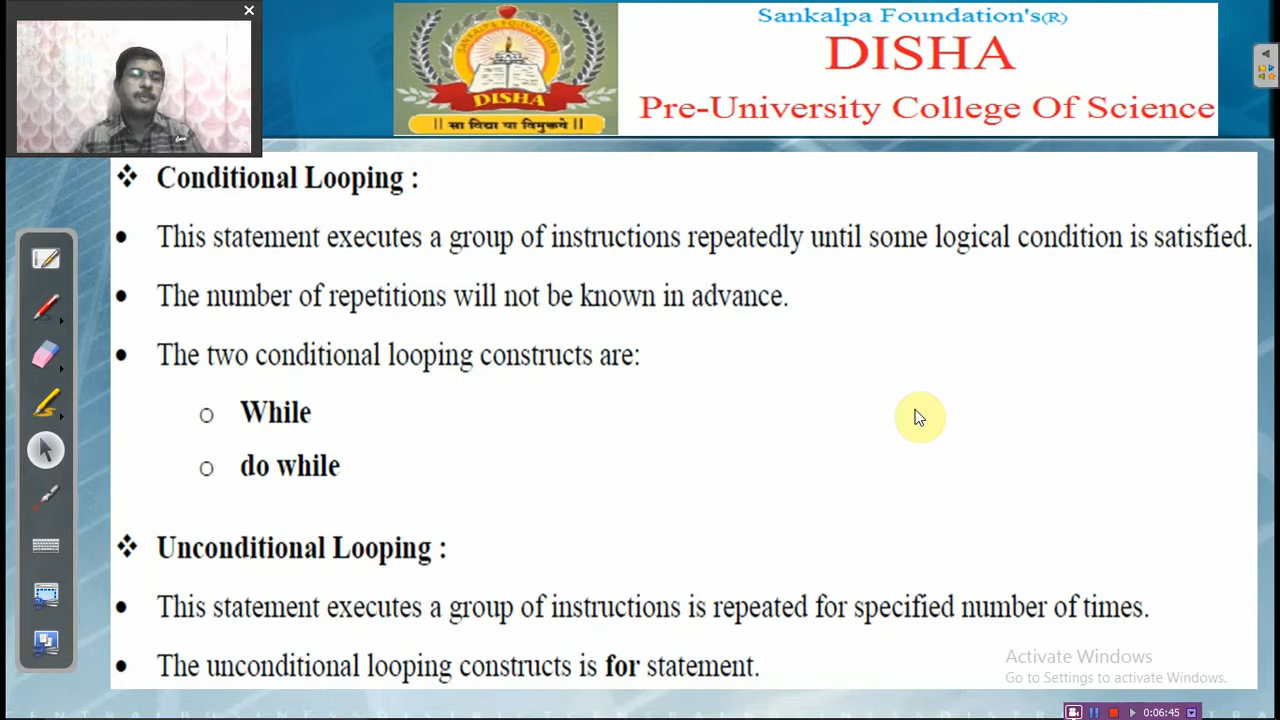 Sankalpa Foundation's(R)
DISHA
Pre-University College Of Science
SANKALPA FOUNDATION
DISHA
|| सा विद्या या विमुक्तये ||
❖ Conditional Looping :
• This statement executes a group of instructions repeatedly until some logical condition is satisfied.
• The number of repetitions will not be known in advance.
• The two conditional looping constructs are:
o While
o do while
❖ Unconditional Looping :
• This statement executes a group of instructions is repeated for specified number of times.
• The unconditional looping constructs is for statement.
Activate Windows
Go to Settings to activate Windows.
0:06:45